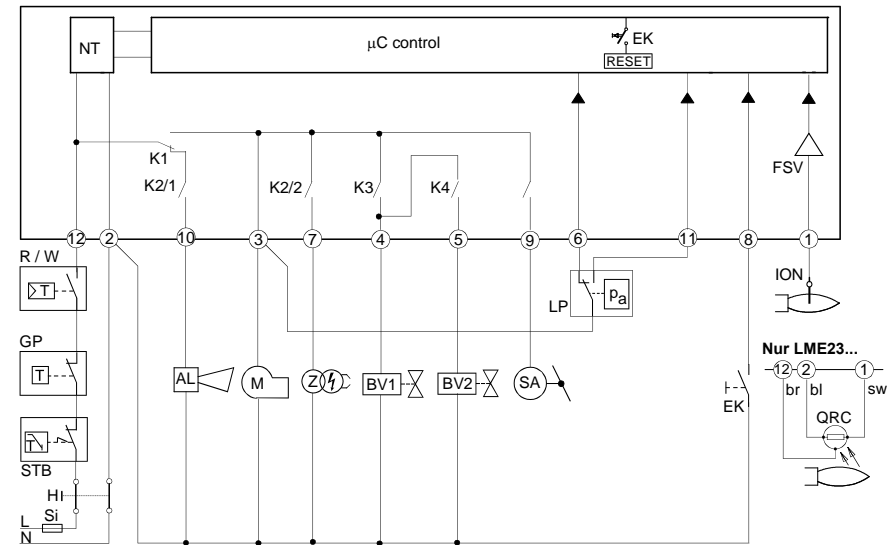 NT
μC control
EK
RESET
FSV
K1
K2/1
K2/2
K3
K4
12
2
10
3
7
4
5
9
6
11
8
1
R / W
T
GP
T
STB
T
H
L
Si
N
AL
M
Z
BV1
BV2
SA
LP
pa
EK
ION
Nur LME23...
12
2
1
br
bl
sw
QRC